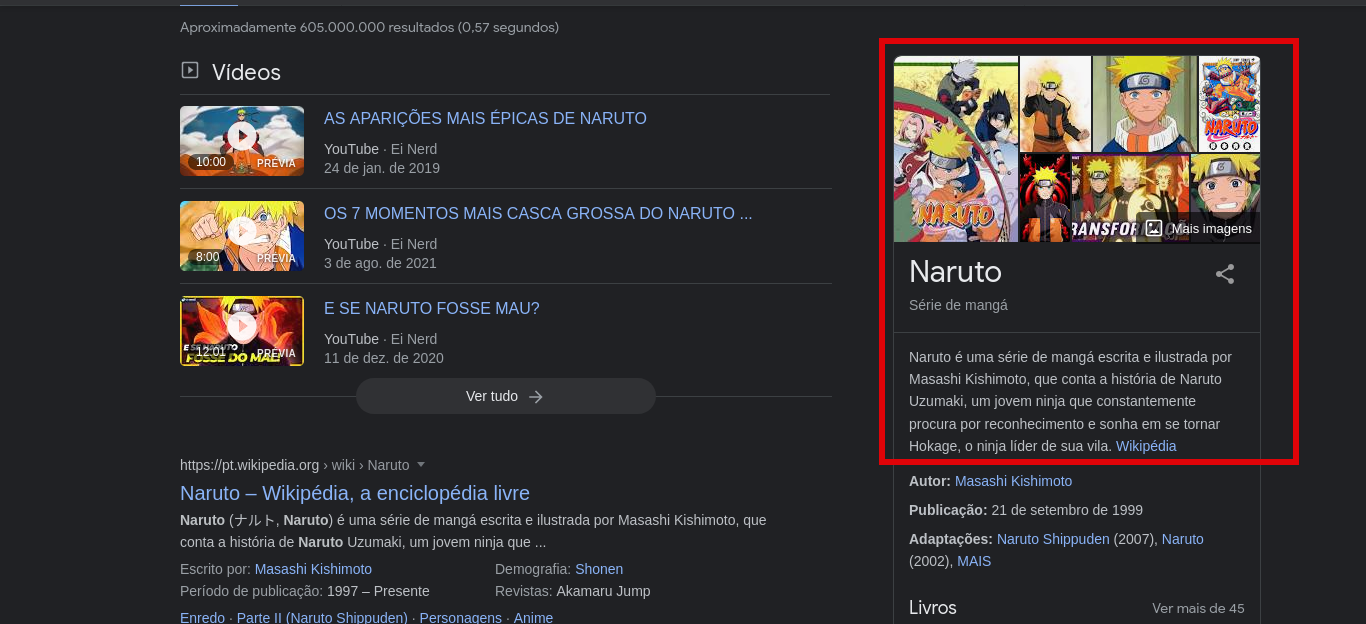 Aproximadamente 605.000.000 resultados (0,57 segundos)
Vídeos
10:00
PRÉVIA
AS APARIÇÕES MAIS ÉPICAS DE NARUTO
YouTube · Ei Nerd
24 de jan. de 2019
8:00
PRÉVIA
OS 7 MOMENTOS MAIS CASCA GROSSA DO NARUTO ...
YouTube · Ei Nerd
3 de ago. de 2021
E SE NARUTO
FOSSE DO MAL!
12:01
PRÉVIA
E SE NARUTO FOSSE MAU?
YouTube · Ei Nerd
11 de dez. de 2020
Ver tudo
https://pt.wikipedia.org › wiki › Naruto
Naruto – Wikipédia, a enciclopédia livre
Naruto (ナルト, Naruto) é uma série de mangá escrita e ilustrada por Masashi Kishimoto, que
conta a história de Naruto Uzumaki, um jovem ninja que ...
Escrito por: Masashi Kishimoto
Demografia: Shonen
Período de publicação: 1997 – Presente
Revistas: Akamaru Jump
Enredo · Parte II (Naruto Shippuden) · Personagens · Anime
NARUTO
NARUTO
Mais imagens
Naruto
Série de mangá
Naruto é uma série de mangá escrita e ilustrada por
Masashi Kishimoto, que conta a história de Naruto
Uzumaki, um jovem ninja que constantemente
procura por reconhecimento e sonha em se tornar
Hokage, o ninja líder de sua vila. Wikipédia
Autor: Masashi Kishimoto
Publicação: 21 de setembro de 1999
Adaptações: Naruto Shippuden (2007), Naruto
(2002), MAIS
Livros
Ver mais de 45